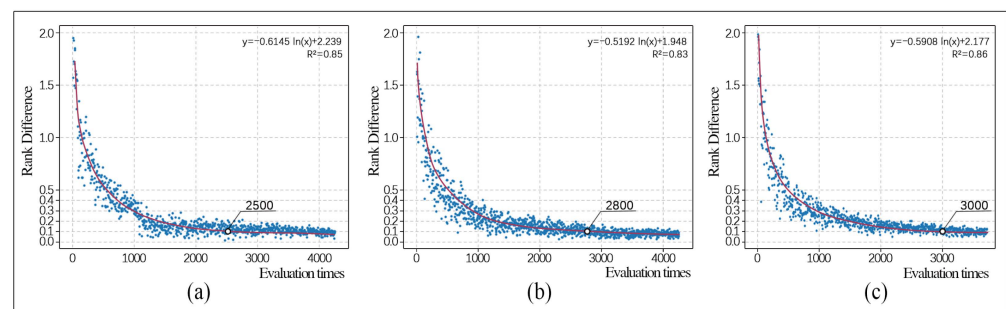 y=-0.6145 ln(x)+2.239
R²=0.85
2.0
1.5
1.0
0.5
0.4
0.3
0.2
0.1
0.0
Rank Difference
2500
0
1000
2000
3000
4000
Evaluation times
(a)
y=-0.5192 ln(x)+1.948
R²=0.83
2.0
1.5
1.0
0.5
0.4
0.3
0.2
0.1
0.0
Rank Difference
2800
0
1000
2000
3000
4000
Evaluation times
(b)
y=-0.5908 ln(x)+2.177
R²=0.86
2.0
1.5
1.0
0.5
0.4
0.3
0.2
0.1
0.0
Rank Difference
3000
0
1000
2000
3000
Evaluation times
(c)